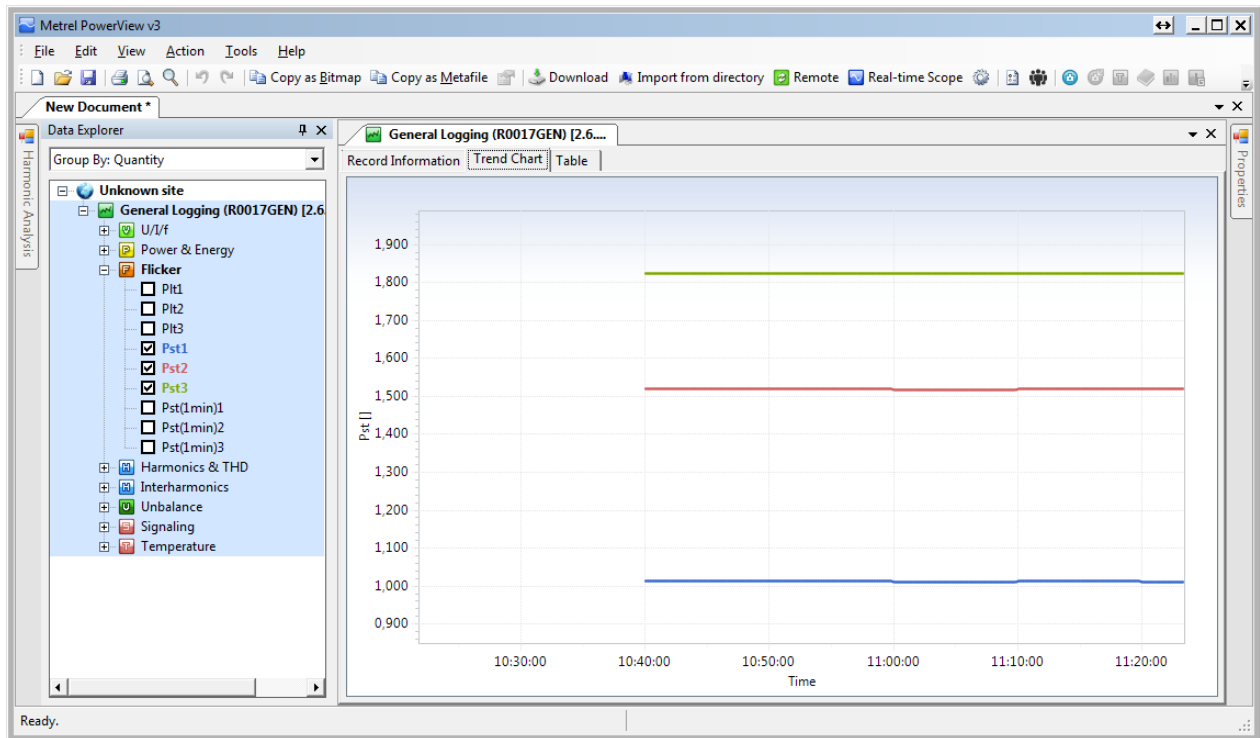 Metrel PowerView v3
File Edit View Action Tools Help
Copy as Bitmap Copy as Metafile Download Import from directory Remote Real-time Scope
New Document *
Data Explorer
Group By: Quantity
Unknown site
General Logging (R0017GEN) [2.6.
U/I/f
Power & Energy
Flicker
Plt1
Plt2
Plt3
Pst1
Pst2
Pst3
Pst(1min)1
Pst(1min)2
Pst(1min)3
Harmonics & THD
Interharmonics
Unbalance
Signaling
Temperature
Harmonic Analysis
General Logging (R0017GEN) [2.6....
Record Information Trend Chart Table
1,900
1,800
1,700
1,600
1,500
1,400
1,300
1,200
1,100
1,000
0,900
Pst []
10:30:00 10:40:00 10:50:00 11:00:00 11:10:00 11:20:00
Time
Properties
Ready.